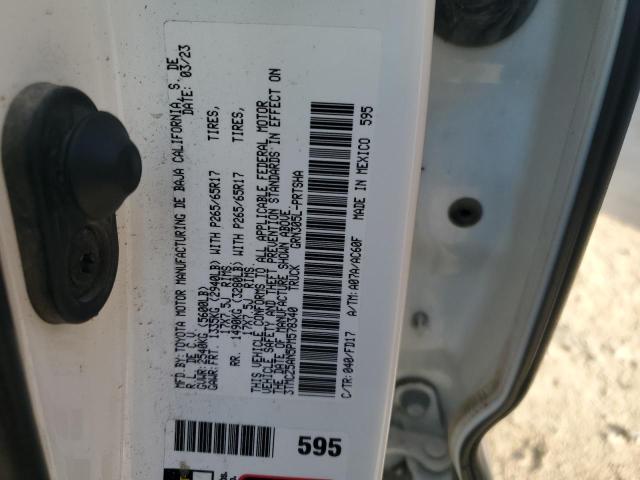 MFD.BY:TOYOTA MOTOR MANUFACTURING DE BAJA CALIFORNIA, S. DE
R.L. DE C.V. DATE: 03/23
GVWR: 2540KG (5600LB)
GAWR: FRT. 1335KG (2940LB) WITH P265/65R17 TIRES,
17X7.5J RIMS
RR. 1490KG (3280LB) WITH P265/65R17 TIRES,
17X7.5J RIMS
THIS VEHICLE CONFORMS TO ALL APPLICABLE FEDERAL MOTOR
VEHICLE SAFETY AND THEFT PREVENTION STANDARDS IN EFFECT ON
THE DATE OF MANUFACTURE SHOWN ABOVE.
3TMCZ5AN5PM578340 TRUCK GRN305L-PRTSHA
C/TR:040/FD17 A/TM:A07A/AC60F MADE IN MEXICO 595
595